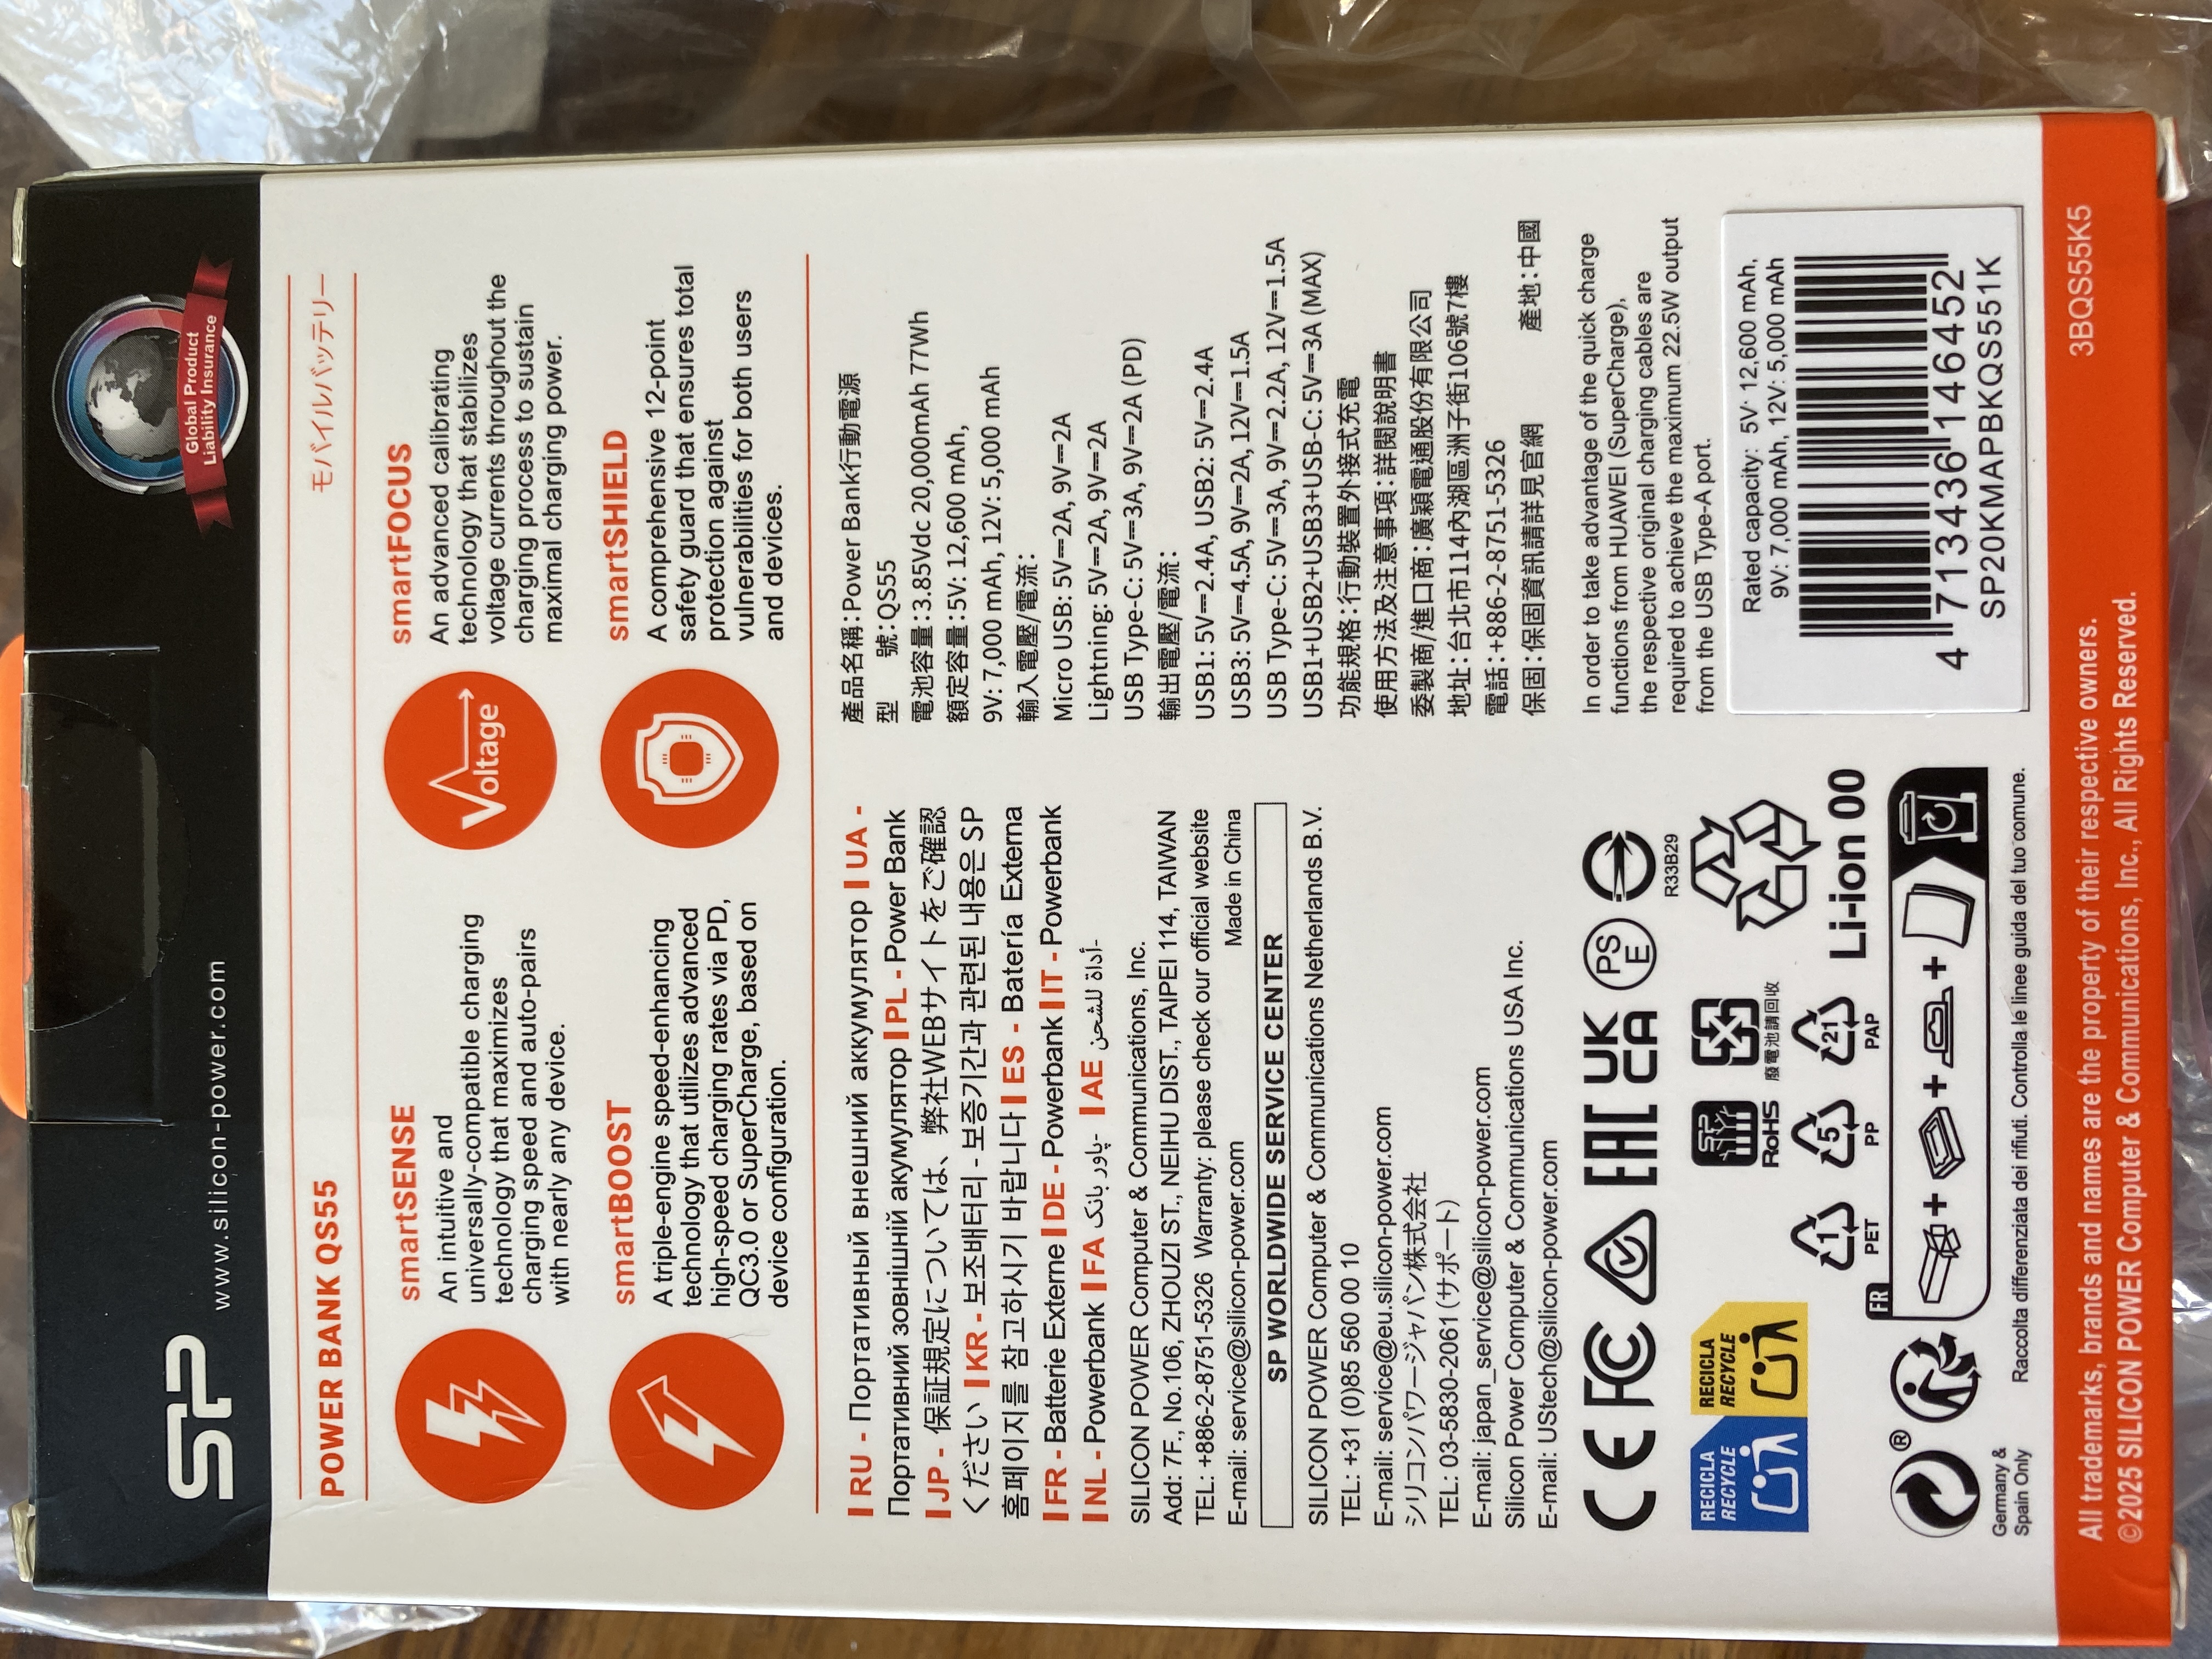 SP
www.silicon-power.com
Global Product
Liability Insurance
POWER BANK QS55
モバイルバッテリー
smartSENSE
An intuitive and
universally-compatible charging
technology that maximizes
charging speed and auto-pairs
with nearly any device.
Voltage
smartFOCUS
An advanced calibrating
technology that stabilizes
voltage currents throughout the
charging process to sustain
maximal charging power.
smartBOOST
A triple-engine speed-enhancing
technology that utilizes advanced
high-speed charging rates via PD,
QC3.0 or SuperCharge, based on
device configuration.
smartSHIELD
A comprehensive 12-point
safety guard that ensures total
protection against
vulnerabilities for both users
and devices.
RU - Портативный внешний аккумулятор UA -
Портативний зовнішній акумулятор PL - Power Bank
JP - 保証規定については、弊社WEBサイトをご確認
ください KR - 보조배터리 - 보증기간과 관련된 내용은 SP
홈페이지를 참고하시기 바랍니다 ES - Batería Externa
FR - Batterie Externe DE - Powerbank IT - Powerbank
NL - Powerbank FA پاور بانک- AE أداة للشحن-
SILICON POWER Computer & Communications, Inc.
Add: 7F., No.106, ZHOUZI ST., NEIHU DIST., TAIPEI 114, TAIWAN
TEL: +886-2-8751-5326 Warranty: please check our official website
E-mail: service@silicon-power.com Made in China
SP WORLDWIDE SERVICE CENTER
SILICON POWER Computer & Communications Netherlands B.V.
TEL: +31 (0)85 560 00 10
E-mail: service@eu.silicon-power.com
シリコンパワージャパン株式会社
TEL: 03-5830-2061 (サポート)
E-mail: japan_service@silicon-power.com
Silicon Power Computer & Communications USA Inc.
E-mail: UStech@silicon-power.com
產品名稱:Power Bank行動電源
型 號:QS55
電池容量:3.85Vdc 20,000mAh 77Wh
額定容量:5V: 12,600 mAh,
9V: 7,000 mAh, 12V: 5,000 mAh
輸入電壓/電流:
Micro USB: 5V⎓2A, 9V⎓2A
Lightning: 5V⎓2A, 9V⎓2A
USB Type-C: 5V⎓3A, 9V⎓2A (PD)
輸出電壓/電流:
USB1: 5V⎓2.4A, USB2: 5V⎓2.4A
USB3: 5V⎓4.5A, 9V⎓2A, 12V⎓1.5A
USB Type-C: 5V⎓3A, 9V⎓2.2A, 12V⎓1.5A
USB1+USB2+USB3+USB-C: 5V⎓3A (MAX)
功能規格:行動裝置外接式充電
使用方法及注意事項:詳閱說明書
委製商/進口商:廣穎電通股份有限公司
地址:台北市114內湖區洲子街106號7樓
電話:+886-2-8751-5326
保固:保固資訊請詳見官網 產地:中國
In order to take advantage of the quick charge
functions from HUAWEI (SuperCharge),
the respective original charging cables are
required to achieve the maximum 22.5W output
from the USB Type-A port.
CE FC EAC UK
CA
PS
E
R33B29
RECICLA
RECYCLE
RECICLA
RECYCLE
SP
RoHS
廢電池請回收
1
PET
5
PP
21
PAP
Li-ion 00
®
Germany &
Spain Only
FR
Raccolta differenziata dei rifiuti. Controlla le linee guida del tuo comune.
Rated capacity: 5V: 12,600 mAh,
9V: 7,000 mAh, 12V: 5,000 mAh
4 713436 146452
SP20KMAPBKQS551K
All trademarks, brands and names are the property of their respective owners.
©2025 SILICON POWER Computer & Communications, Inc., All Rights Reserved.
3BQS55K5